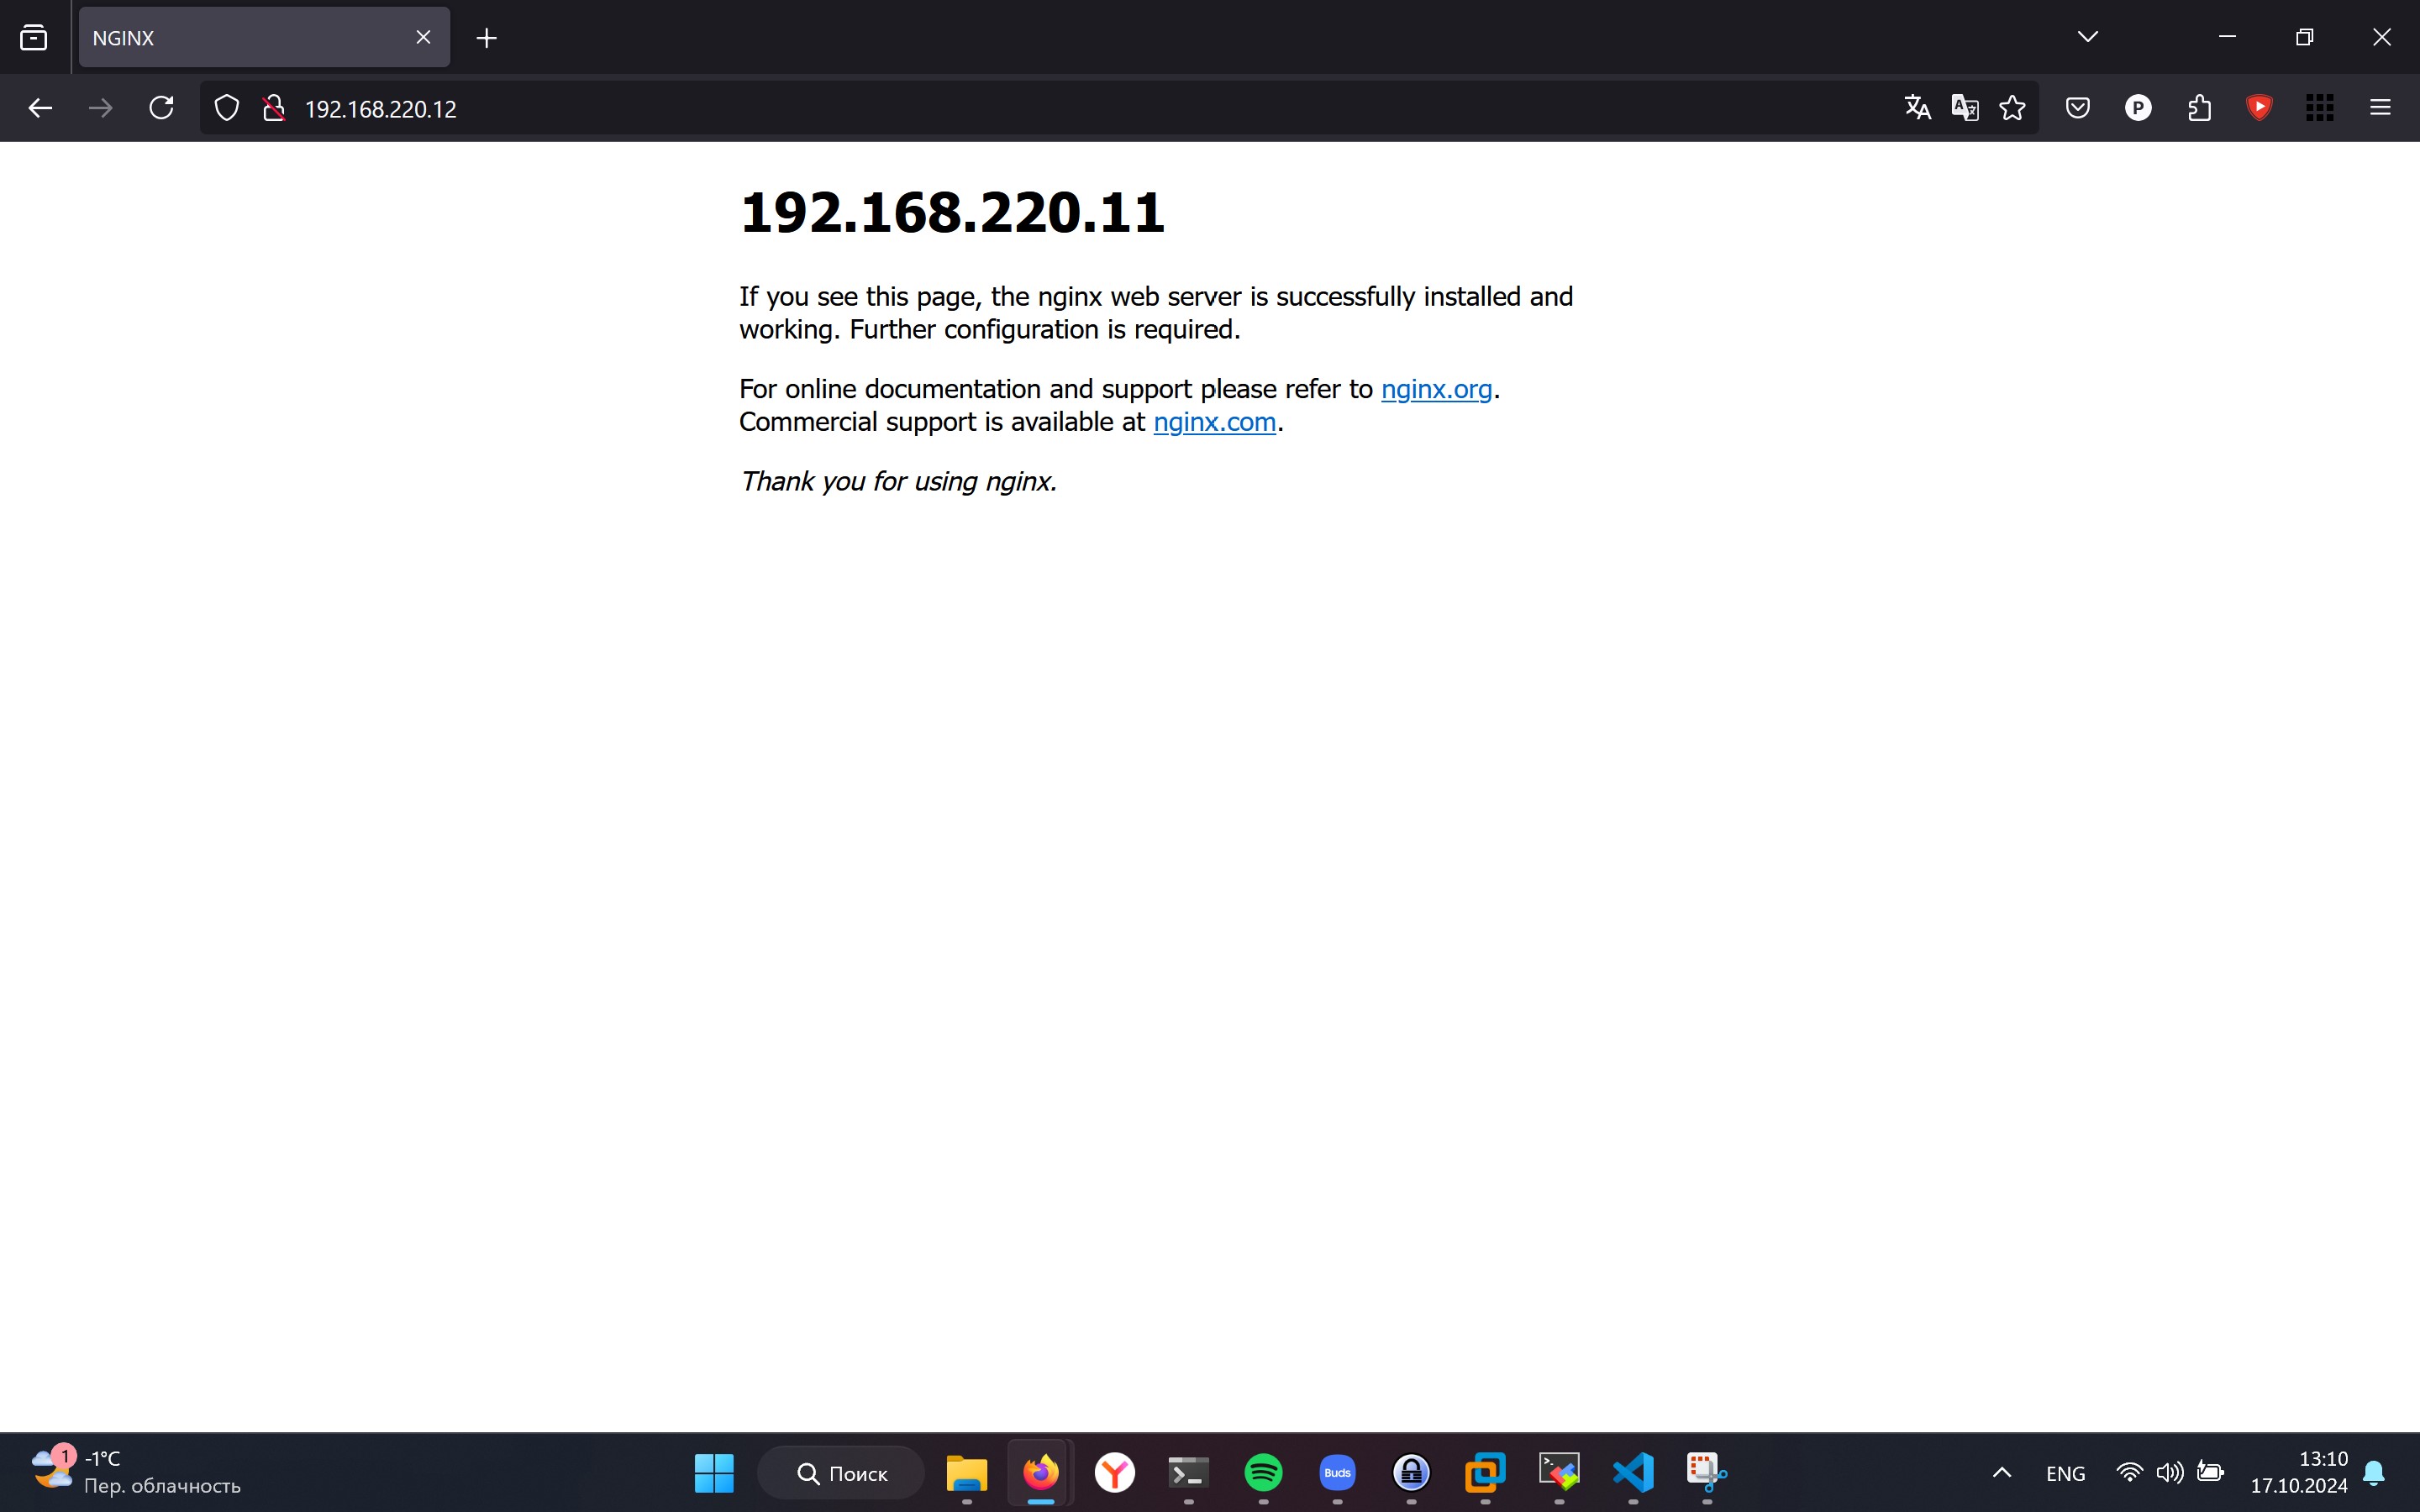 NGINX
192.168.220.12
192.168.220.11
If you see this page, the nginx web server is successfully installed and
working. Further configuration is required.
For online documentation and support please refer to nginx.org.
Commercial support is available at nginx.com.
Thank you for using nginx.
1
-1°C
Пер. облачность
Поиск
Buds
ENG
13:10
17.10.2024